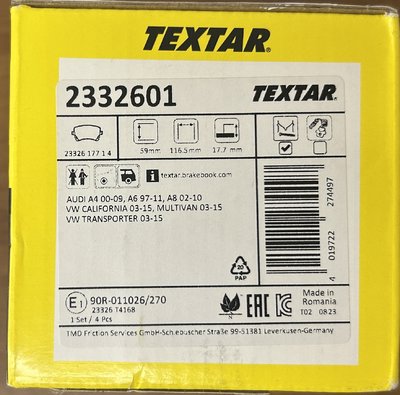 TEXTAR®
2332601
TEXTAR®
23326 177 1 4
59mm
116.5mm
17.7 mm
i textar.brakebook.com
AUDI A4 00-09, A6 97-11, A8 02-10
VW CALIFORNIA 03-15, MULTIVAN 03-15
VW TRANSPORTER 03-15
4 019722 274497
20
PAP
E1 90R-011026/270
23326 T4168
1 Set / 4 Pcs
EAC
Made in
Romania
T02 08 23
TMD Friction Services GmbH-Schlebuscher Straße 99-51381 Leverkusen-Germany